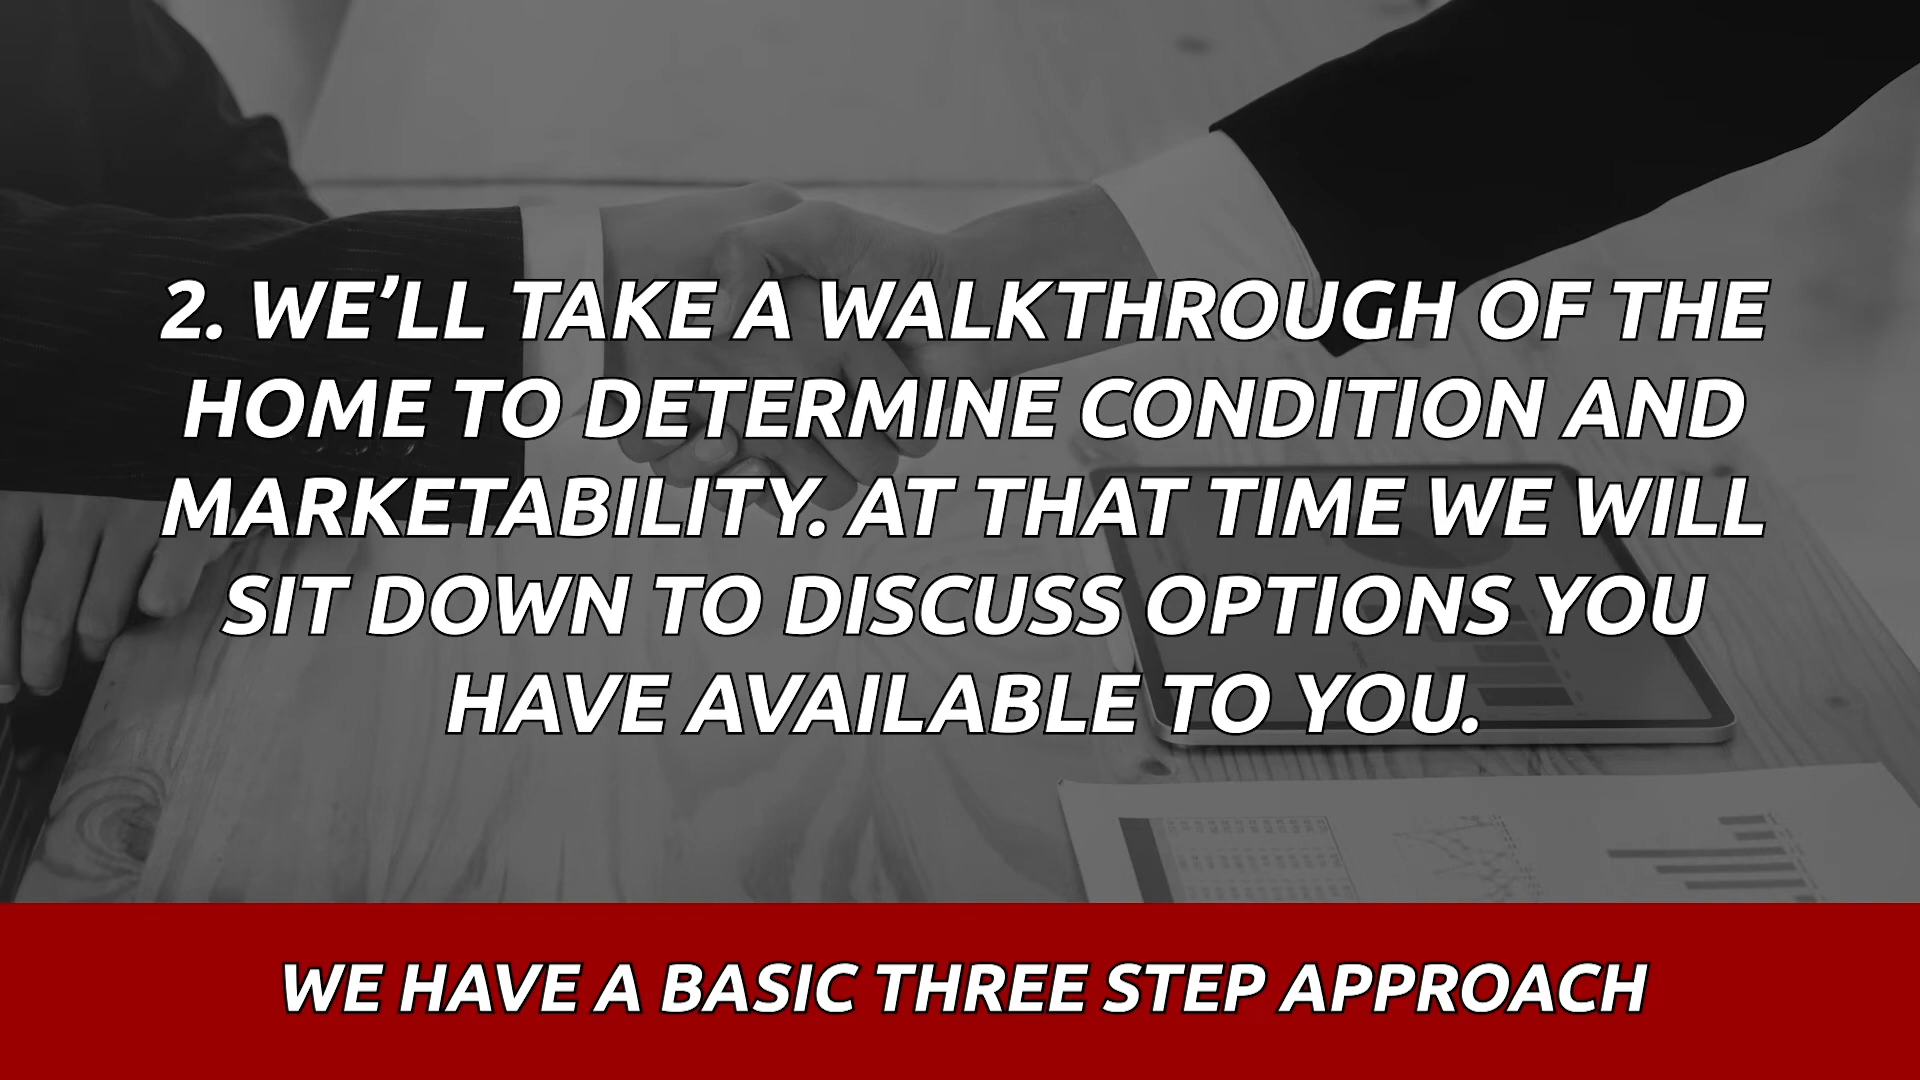 2. WE’LL TAKE A WALKTHROUGH OF THE
HOME TO DETERMINE CONDITION AND
MARKETABILITY. AT THAT TIME WE WILL
SIT DOWN TO DISCUSS OPTIONS YOU
HAVE AVAILABLE TO YOU.
WE HAVE A BASIC THREE STEP APPROACH